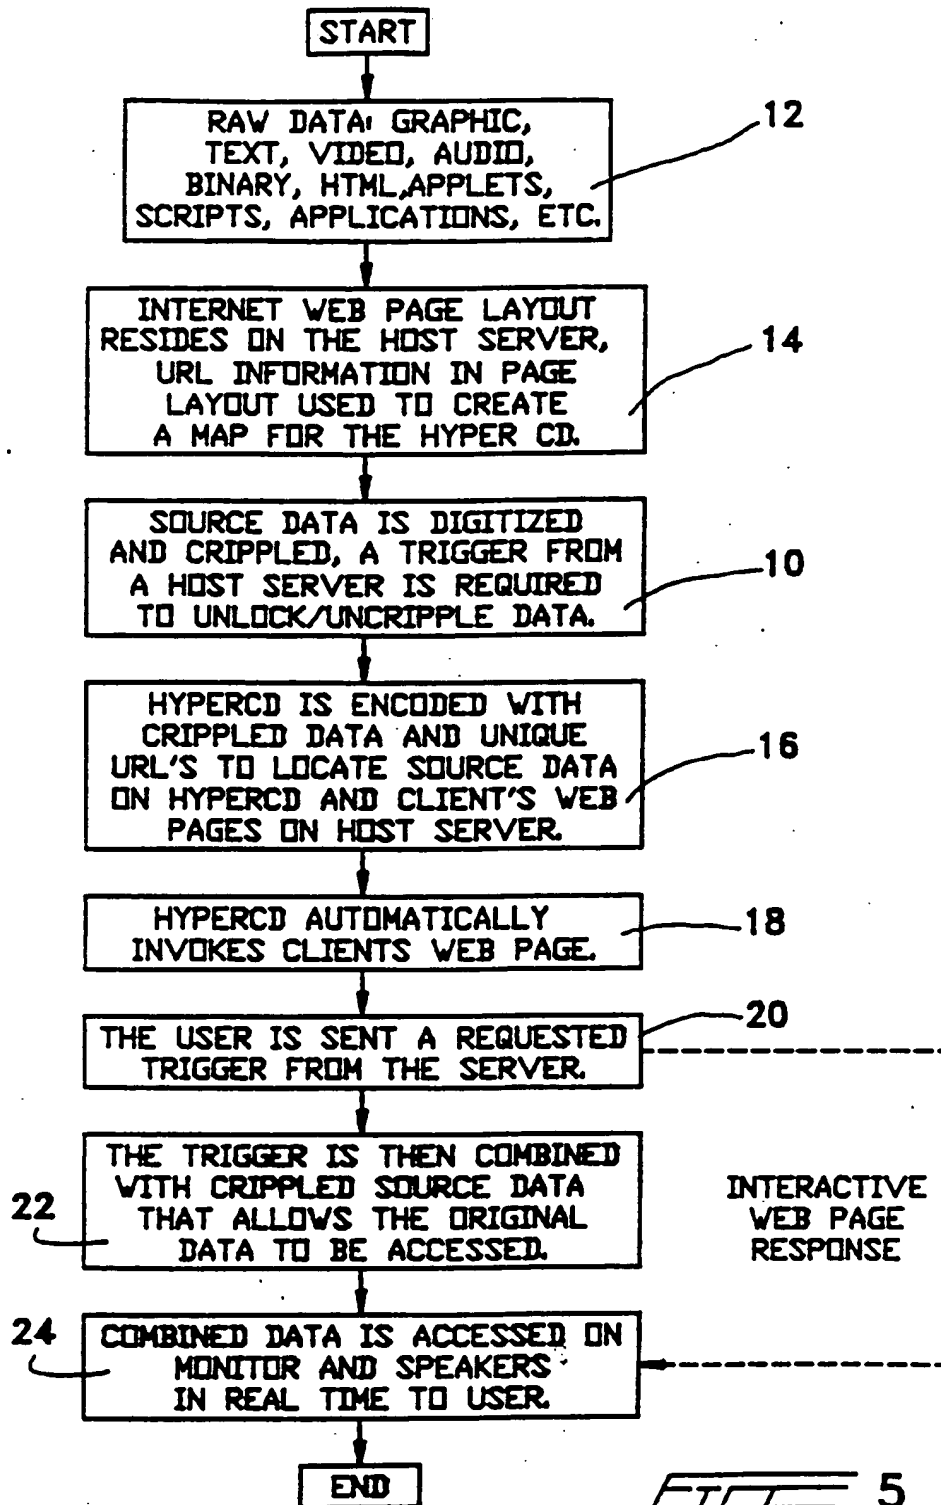 START
RAW DATA: GRAPHIC,
TEXT, VIDEO, AUDIO,
BINARY, HTML,APPLETS,
SCRIPTS, APPLICATIONS, ETC.
12
INTERNET WEB PAGE LAYOUT
RESIDES ON THE HOST SERVER,
URL INFORMATION IN PAGE
LAYOUT USED TO CREATE
A MAP FOR THE HYPER CD.
14
SOURCE DATA IS DIGITIZED
AND CRIPPLED, A TRIGGER FROM
A HOST SERVER IS REQUIRED
TO UNLOCK/UNCRIPPLE DATA.
10
HYPERCD IS ENCODED WITH
CRIPPLED DATA AND UNIQUE
URL'S TO LOCATE SOURCE DATA
ON HYPERCD AND CLIENT'S WEB
PAGES ON HOST SERVER.
16
HYPERCD AUTOMATICALLY
INVOKES CLIENTS WEB PAGE.
18
THE USER IS SENT A REQUESTED
TRIGGER FROM THE SERVER.
20
THE TRIGGER IS THEN COMBINED
WITH CRIPPLED SOURCE DATA
THAT ALLOWS THE ORIGINAL
DATA TO BE ACCESSED.
22
INTERACTIVE
WEB PAGE
RESPONSE
COMBINED DATA IS ACCESSED ON
MONITOR AND SPEAKERS
IN REAL TIME TO USER.
24
END
5